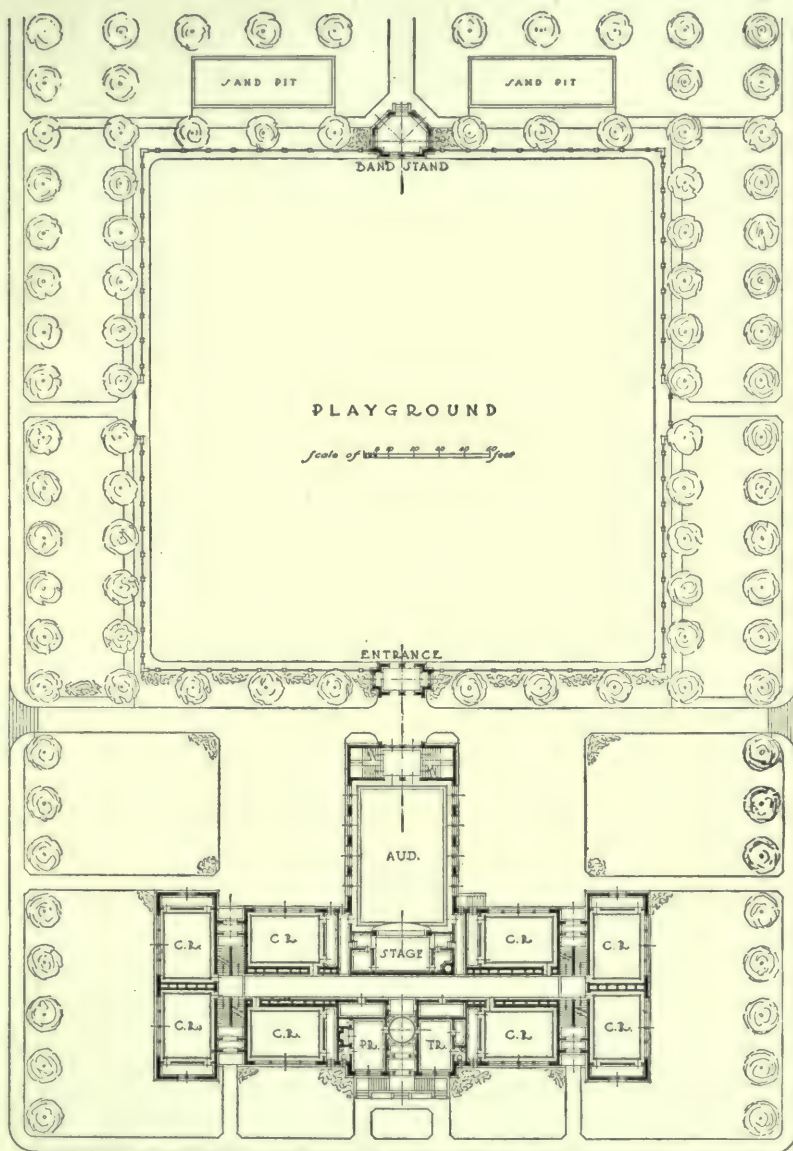 SAND PIT SAND PIT
BAND STAND
PLAYGROUND
Scale of feet
ENTRANCE
AUD.
C.R. C.R. STAGE C.R. C.R.
C.R. C.R. PR. TR. C.R. C.R.